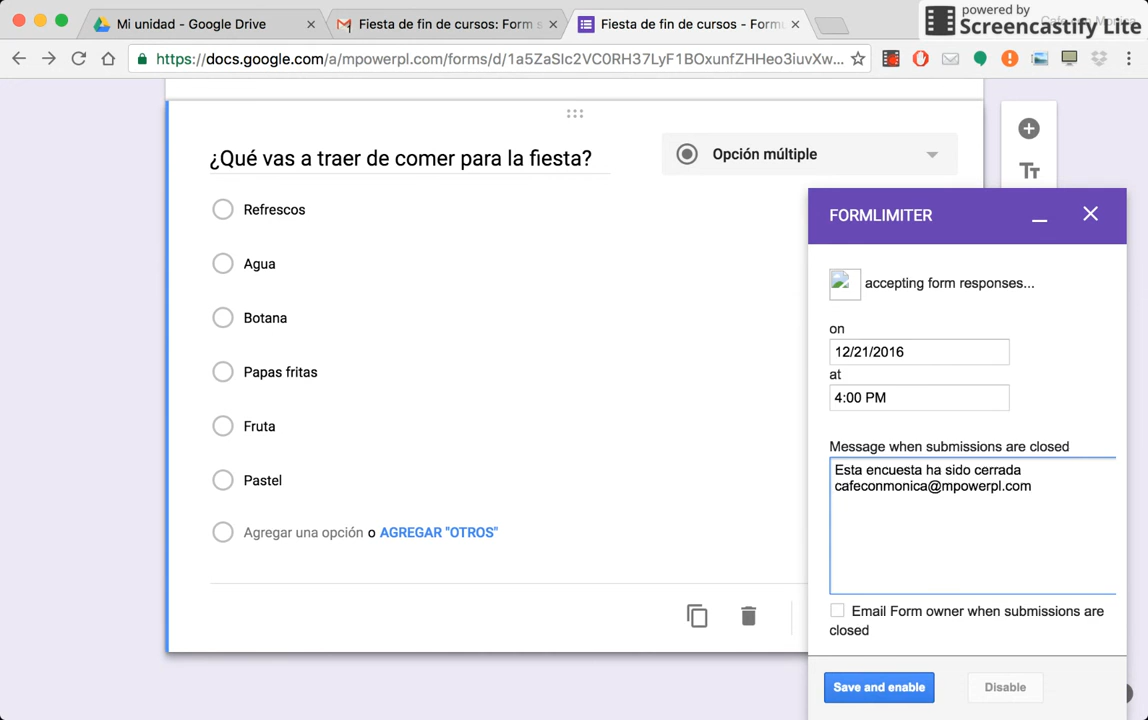 Mi unidad - Google Drive
Fiesta de fin de cursos: Form s
Fiesta de fin de cursos - Formu
powered by
Screencastify Lite
https://docs.google.com/a/mpowerpl.com/forms/d/1a5ZaSIc2VC0RH37LyF1BOxunfZHHeo3iuvXw...
¿Qué vas a traer de comer para la fiesta?
Opción múltiple
Refrescos
Agua
Botana
Papas fritas
Fruta
Pastel
Agregar una opción o AGREGAR "OTROS"
Tт
FORMLIMITER
accepting form responses...
on
12/21/2016
at
4:00 PM
Message when submissions are closed
Esta encuesta ha sido cerrada
cafeconmonica@mpowerpl.com
Email Form owner when submissions are
closed
Save and enable
Disable